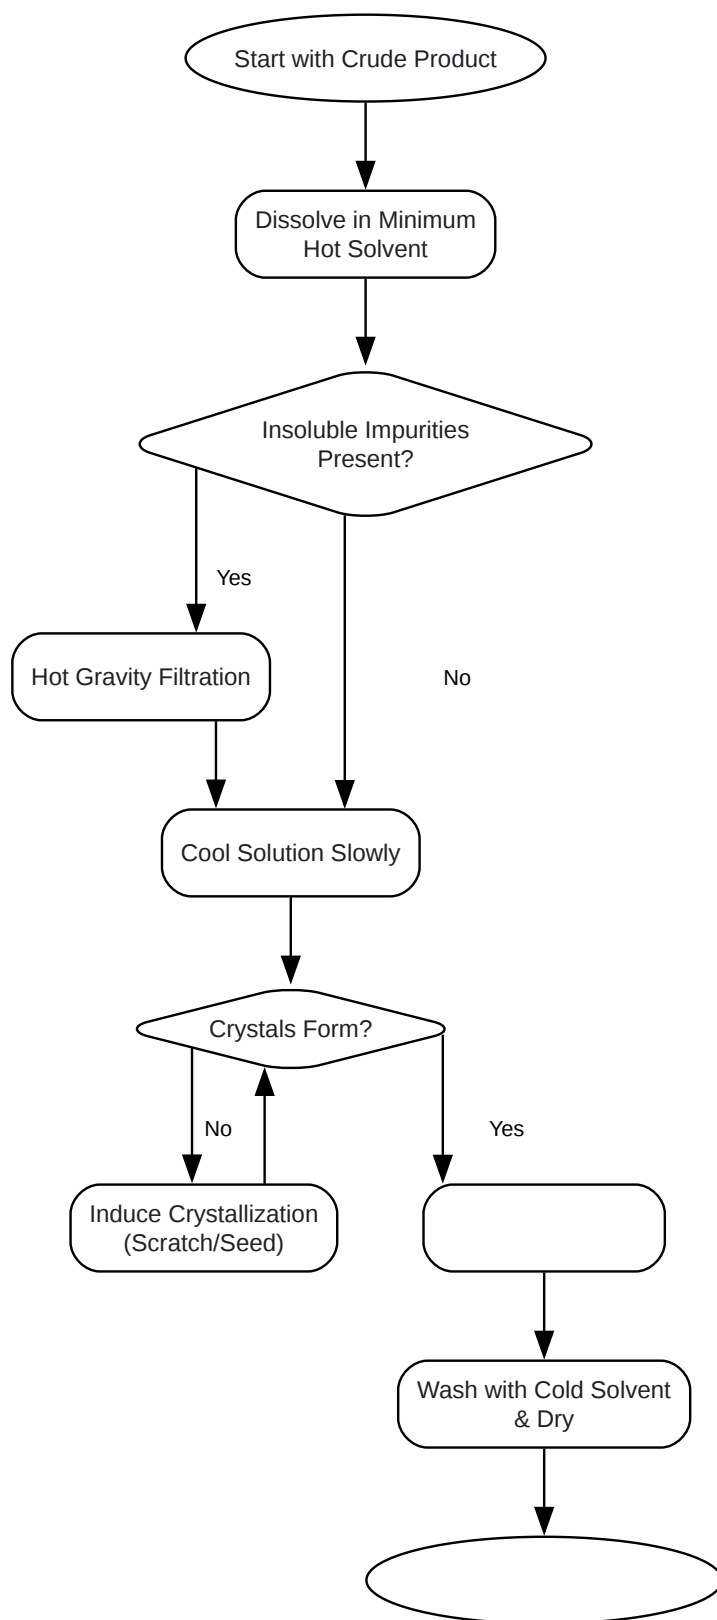 Start with Crude Product
Dissolve in Minimum
Hot Solvent
Insoluble Impurities
Present?
Yes
Hot Gravity Filtration
No
Cool Solution Slowly
Crystals Form?
No
Yes
Induce Crystallization
(Scratch/Seed)
Wash with Cold Solvent
& Dry